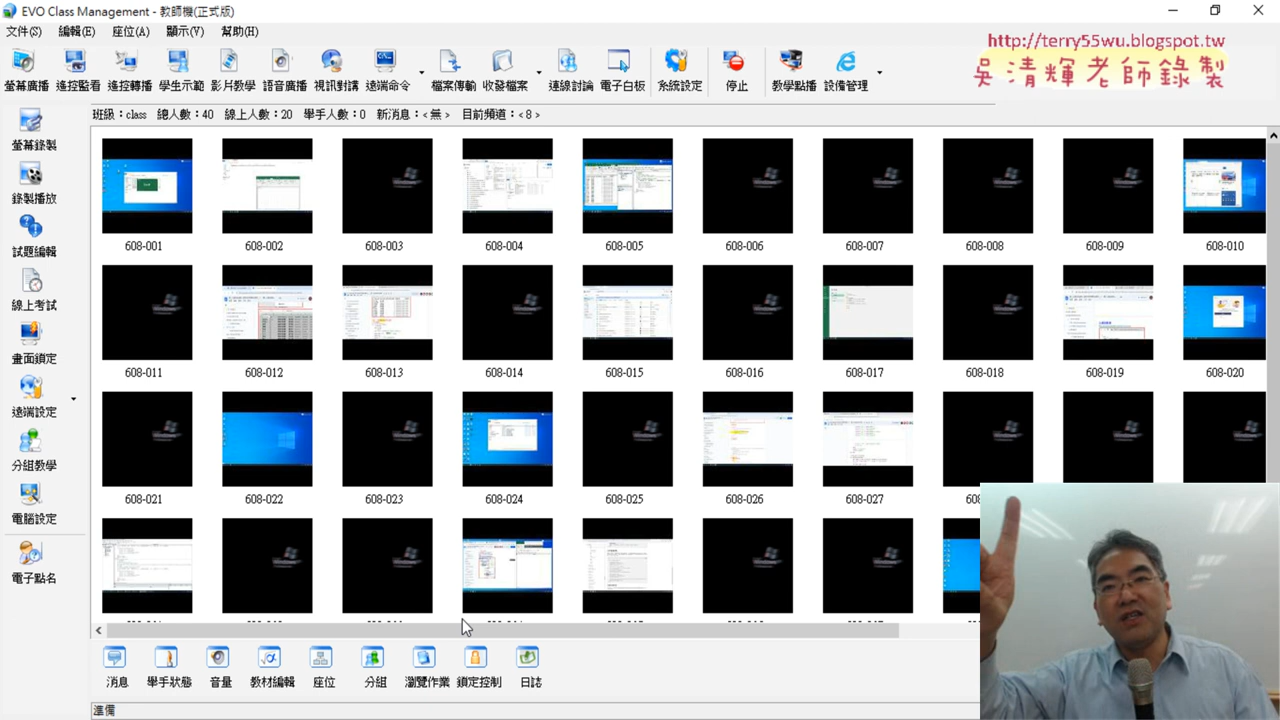 EVO Class Management - 教師機(正式版)
文件(S) 編輯(E) 座位(A) 顯示(V) 幫助(H)
http://terry55wu.blogspot.tw
吳清輝老師錄製
螢幕廣播 遙控監看 遙控轉播 學生示範 影片教學 語音廣播 視訊對講 遠端命令 檔案傳輸 收發檔案 連線討論 電子白板 系統設定 停止 教學點播 設備管理
班級：class 總人數：40 線上人數：20 舉手人數：0 新消息：< 無 > 目前頻道：< 8 >
螢幕錄製
錄製播放
試題編輯
線上考試
畫面鎖定
遠端設定
分組教學
電腦設定
電子點名
608-001 608-002 608-003 608-004 608-005 608-006 608-007 608-008 608-009 608-010
608-011 608-012 608-013 608-014 608-015 608-016 608-017 608-018 608-019 608-020
608-021 608-022 608-023 608-024 608-025 608-026 608-027
消息 舉手狀態 音量 教材編輯 座位 分組 瀏覽作業 鎖定控制 日誌
準備